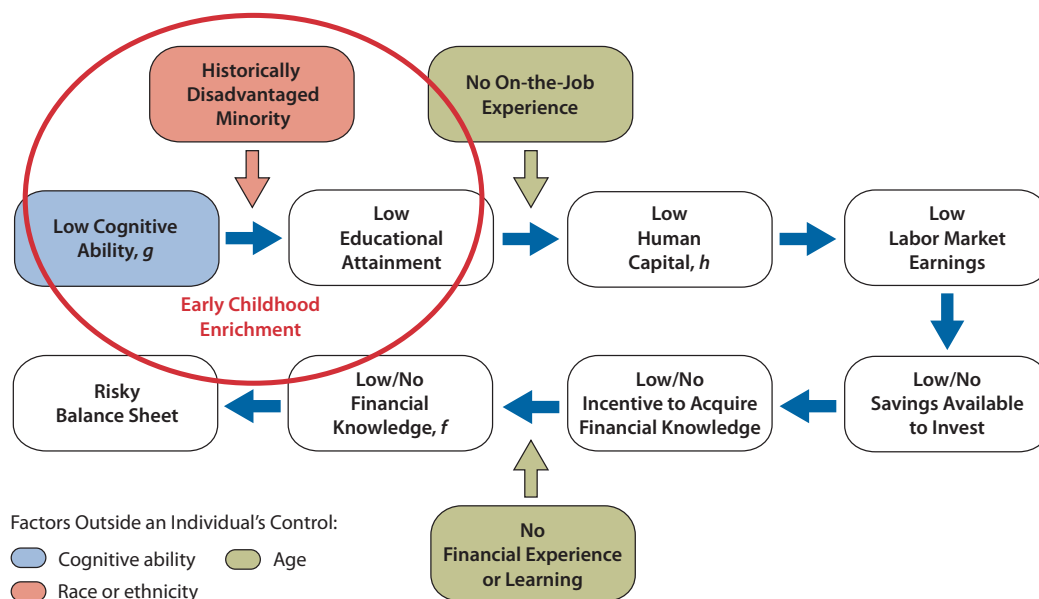 Historically
Disadvantaged
Minority
No On-the-Job
Experience
Low Cognitive
Ability, g
Low
Educational
Attainment
Low
Human
Capital, h
Low
Labor Market
Earnings
Early Childhood
Enrichment
Risky
Balance Sheet
Low/No
Financial
Knowledge, f
Low/No
Incentive to Acquire
Financial Knowledge
Low/No
Savings Available
to Invest
No
Financial Experience
or Learning
Factors Outside an Individual’s Control:
Cognitive ability
Age
Race or ethnicity